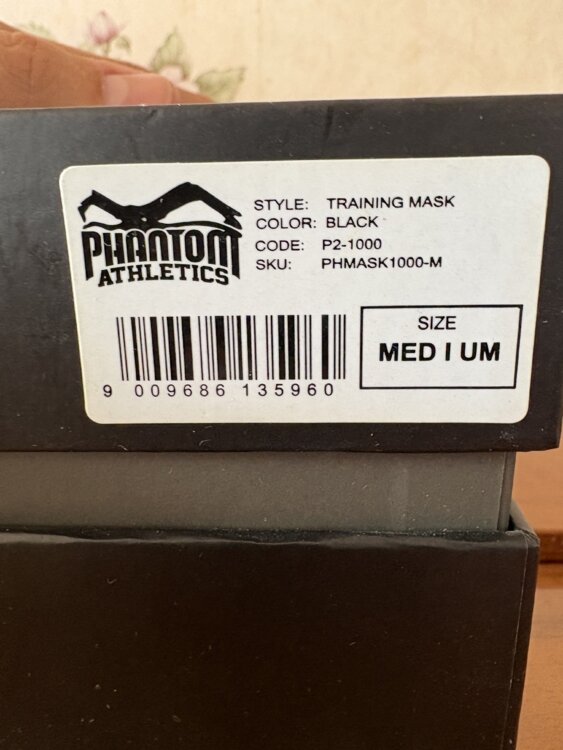 PHANTOM
ATHLETICS
STYLE: TRAINING MASK
COLOR: BLACK
CODE: P2-1000
SKU: PHMASK1000-M
SIZE
MED I UM
9 009686 135960